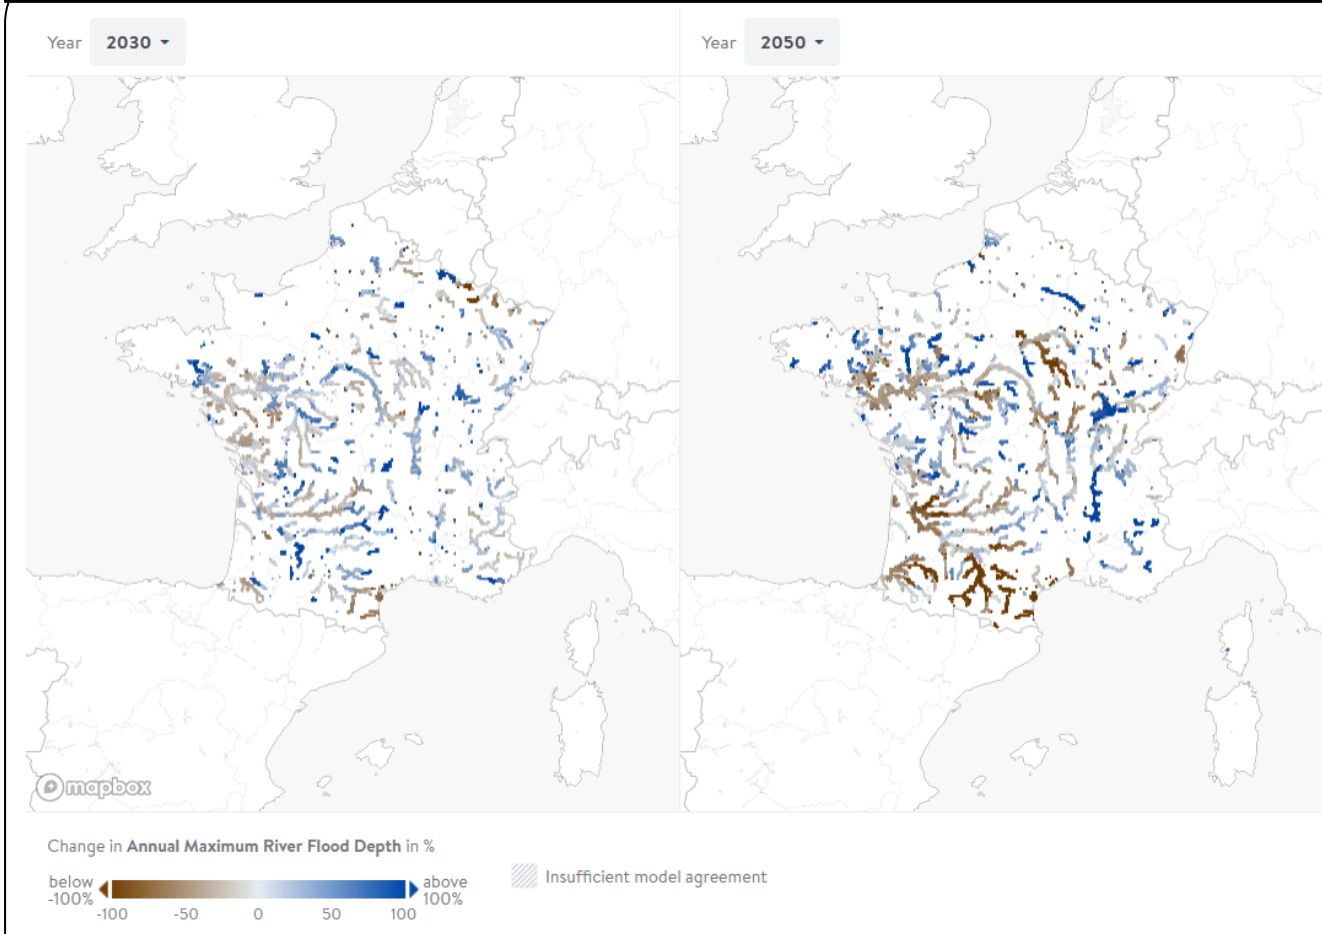 Year 2030
Year 2050
mapbox
Change in Annual Maximum River Flood Depth in %
below -100%
above 100%
-100 -50 0 50 100
Insufficient model agreement